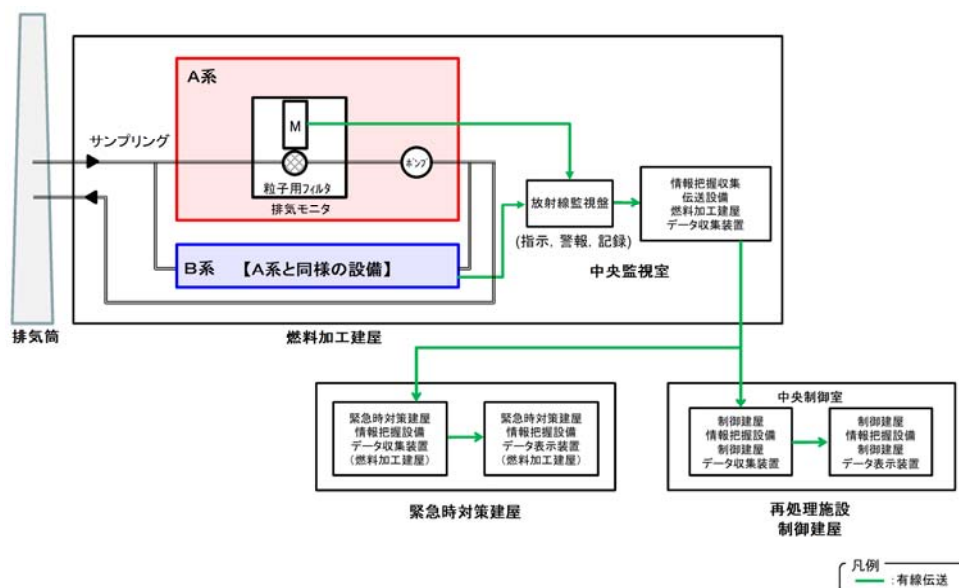 A系
M
サンプリング
ポンプ
粒子用フィルタ
排気モニタ
放射線監視盤
(指示, 警報, 記録)
情報把握収集
伝送設備
燃料加工建屋
データ収集装置
中央監視室
B系 【A系と同様の設備】
排気筒
燃料加工建屋
緊急時対策建屋
情報把握設備
データ収集装置
(燃料加工建屋)
緊急時対策建屋
情報把握設備
データ表示装置
(燃料加工建屋)
緊急時対策建屋
中央制御室
制御建屋
情報把握設備
制御建屋
データ収集装置
制御建屋
情報把握設備
制御建屋
データ表示装置
再処理施設
制御建屋
凡例
:有線伝送